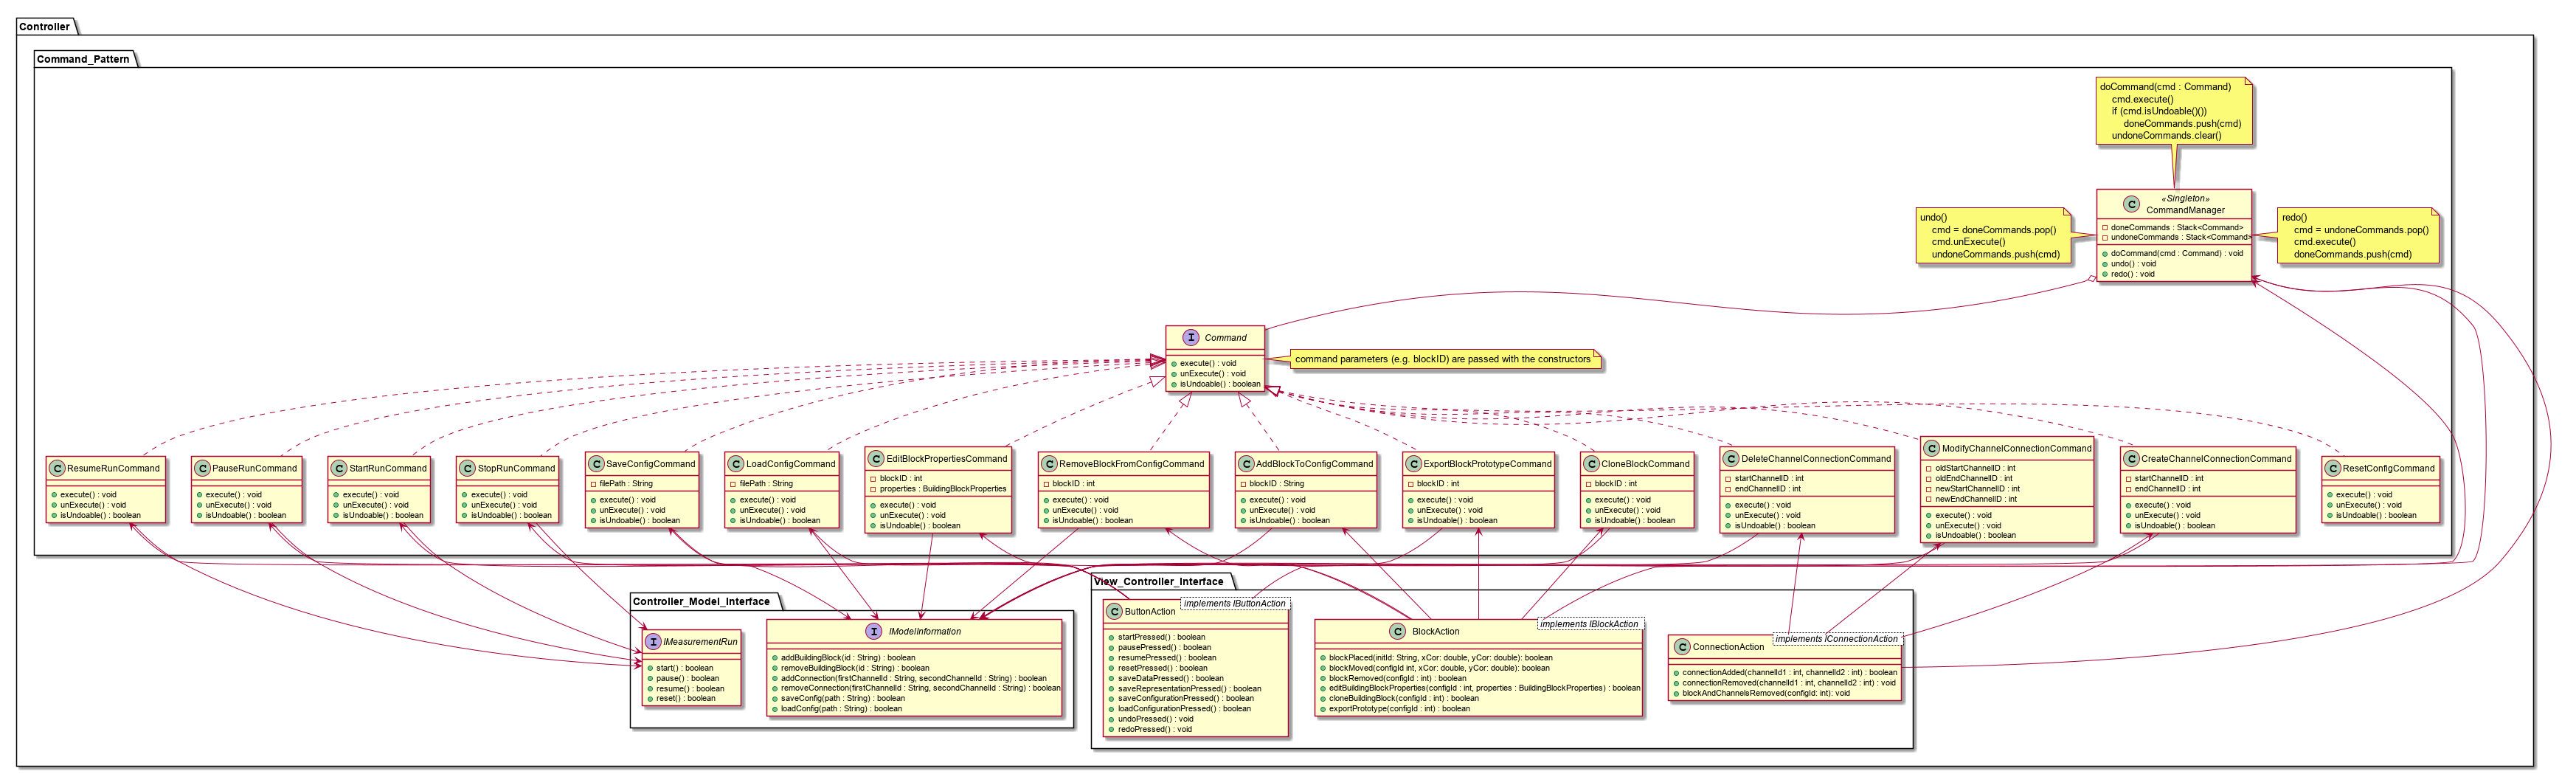 Controller
Command_Pattern
doCommand(cmd : Command)
cmd.execute()
if (cmd.isUndoable()())
doneCommands.push(cmd)
undoneCommands.clear()
«Singleton»
CommandManager
doneCommands : Stack<Command>
undoneCommands : Stack<Command>
doCommand(cmd : Command) : void
undo() : void
redo() : void
undo()
cmd = doneCommands.pop()
cmd.unExecute()
undoneCommands.push(cmd)
redo()
cmd = undoneCommands.pop()
cmd.execute()
doneCommands.push(cmd)
Command
execute() : void
unExecute() : void
isUndoable() : boolean
command parameters (e.g. blockID) are passed with the constructors
ResumeRunCommand
execute() : void
unExecute() : void
isUndoable() : boolean
PauseRunCommand
execute() : void
unExecute() : void
isUndoable() : boolean
StartRunCommand
execute() : void
unExecute() : void
isUndoable() : boolean
StopRunCommand
execute() : void
unExecute() : void
isUndoable() : boolean
SaveConfigCommand
filePath : String
execute() : void
unExecute() : void
isUndoable() : boolean
LoadConfigCommand
filePath : String
execute() : void
unExecute() : void
isUndoable() : boolean
EditBlockPropertiesCommand
blockID : int
properties : BuildingBlockProperties
execute() : void
unExecute() : void
isUndoable() : boolean
RemoveBlockFromConfigCommand
blockID : int
execute() : void
unExecute() : void
isUndoable() : boolean
AddBlockToConfigCommand
blockID : String
execute() : void
unExecute() : void
isUndoable() : boolean
ExportBlockPrototypeCommand
blockID : int
execute() : void
unExecute() : void
isUndoable() : boolean
CloneBlockCommand
blockID : int
execute() : void
unExecute() : void
isUndoable() : boolean
DeleteChannelConnectionCommand
startChannelID : int
endChannelID : int
execute() : void
unExecute() : void
isUndoable() : boolean
ModifyChannelConnectionCommand
oldStartChannelID : int
oldEndChannelID : int
newStartChannelID : int
newEndChannelID : int
execute() : void
unExecute() : void
isUndoable() : boolean
CreateChannelConnectionCommand
startChannelID : int
endChannelID : int
execute() : void
unExecute() : void
isUndoable() : boolean
ResetConfigCommand
execute() : void
unExecute() : void
isUndoable() : boolean
Controller_Model_Interface
IMeasurementRun
start() : boolean
pause() : boolean
resume() : boolean
reset() : boolean
IModelInformation
addBuildingBlock(id : String) : boolean
removeBuildingBlock(id : String) : boolean
addConnection(firstChannelId : String, secondChannelId : String) : boolean
removeConnection(firstChannelId : String, secondChannelId : String) : boolean
saveConfig(path : String) : boolean
loadConfig(path : String) : boolean
View_Controller_Interface
implements IButtonAction
ButtonAction
startPressed() : boolean
pausePressed() : boolean
resumePressed() : boolean
resetPressed() : boolean
saveDataPressed() : boolean
saveRepresentationPressed() : boolean
saveConfigurationPressed() : boolean
loadConfigurationPressed() : boolean
undoPressed() : void
redoPressed() : void
implements IBlockAction
BlockAction
blockPlaced(initId: String, xCor: double, yCor: double): boolean
blockMoved(configId int, xCor: double, yCor: double): boolean
blockRemoved(configId : int) : boolean
editBuildingBlockProperties(configId : int, properties : BuildingBlockProperties) : boolean
cloneBuildingBlock(configId : int) : boolean
exportPrototype(configId : int) : boolean
implements IConnectionAction
ConnectionAction
connectionAdded(channelId1 : int, channelId2 : int) : boolean
connectionRemoved(channelId1 : int, channelId2 : int) : void
blockAndChannelsRemoved(configId: int): void